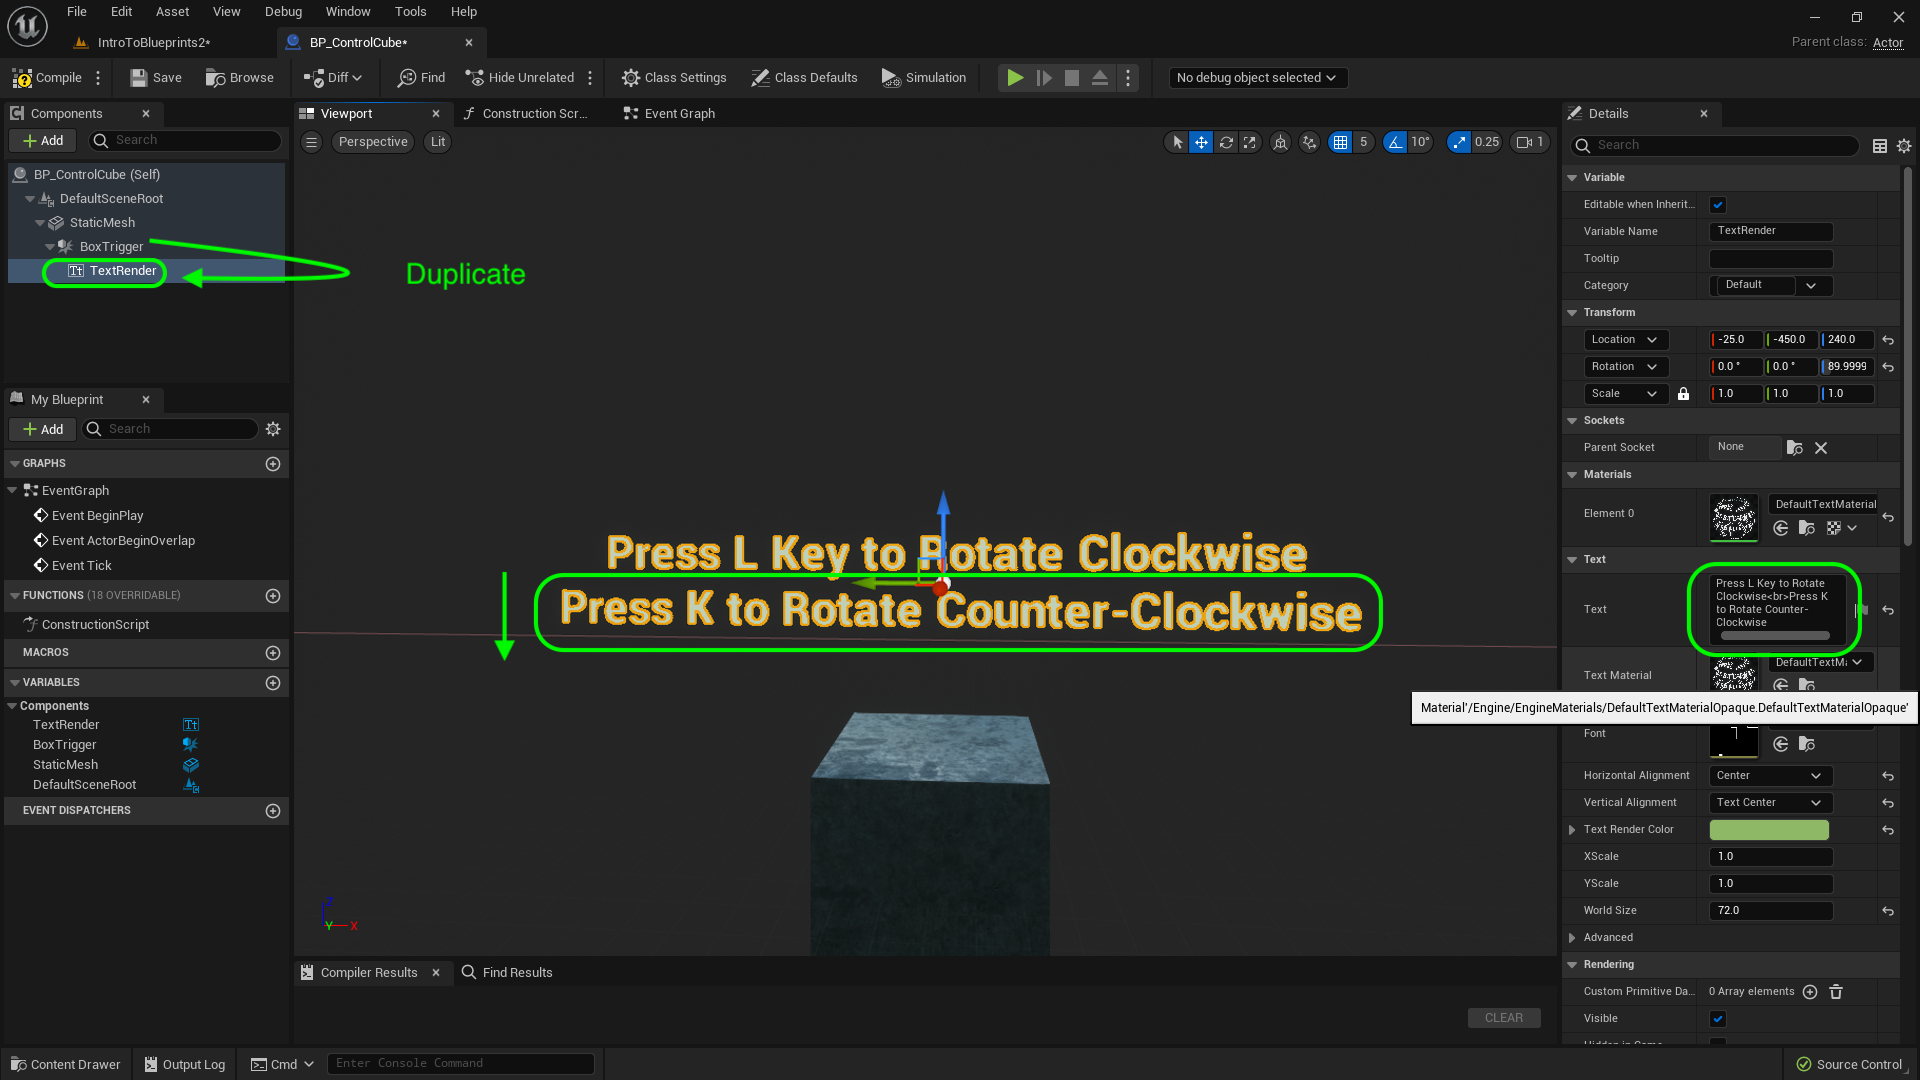 File Edit Asset View Debug Window Tools Help
IntroToBlueprints2*
BP_ControlCube*
Parent class: Actor
Compile
Save
Browse
Diff
Find
Hide Unrelated
Class Settings
Class Defaults
Simulation
No debug object selected
Components
Add
Search
BP_ControlCube (Self)
DefaultSceneRoot
StaticMesh
BoxTrigger
TextRender
Duplicate
My Blueprint
Add
Search
GRAPHS
EventGraph
Event BeginPlay
Event ActorBeginOverlap
Event Tick
FUNCTIONS (18 OVERRIDABLE)
ConstructionScript
MACROS
VARIABLES
Components
TextRender
BoxTrigger
StaticMesh
DefaultSceneRoot
EVENT DISPATCHERS
Viewport
Construction Scr...
Event Graph
Perspective
Lit
5
10°
0.25
1
Press L Key to Rotate Clockwise
Press K to Rotate Counter-Clockwise
Z
Y
X
Compiler Results
Find Results
CLEAR
Details
Search
Variable
Editable when Inherit...
Variable Name TextRender
Tooltip
Category Default
Transform
Location -25.0 -450.0 240.0
Rotation 0.0 ° 0.0 ° 89.9999
Scale 1.0 1.0 1.0
Sockets
Parent Socket None
Materials
Element 0 DefaultTextMaterial
Text
Text
Press L Key to Rotate
Clockwise<br>Press K
to Rotate Counter-
Clockwise
Text Material DefaultTextMa
Material'/Engine/EngineMaterials/DefaultTextMaterialOpaque.DefaultTextMaterialOpaque'
Font
Horizontal Alignment Center
Vertical Alignment Text Center
Text Render Color
XScale 1.0
YScale 1.0
World Size 72.0
Advanced
Rendering
Custom Primitive Da... 0 Array elements
Visible
Content Drawer
Output Log
Cmd
Enter Console Command
Source Control